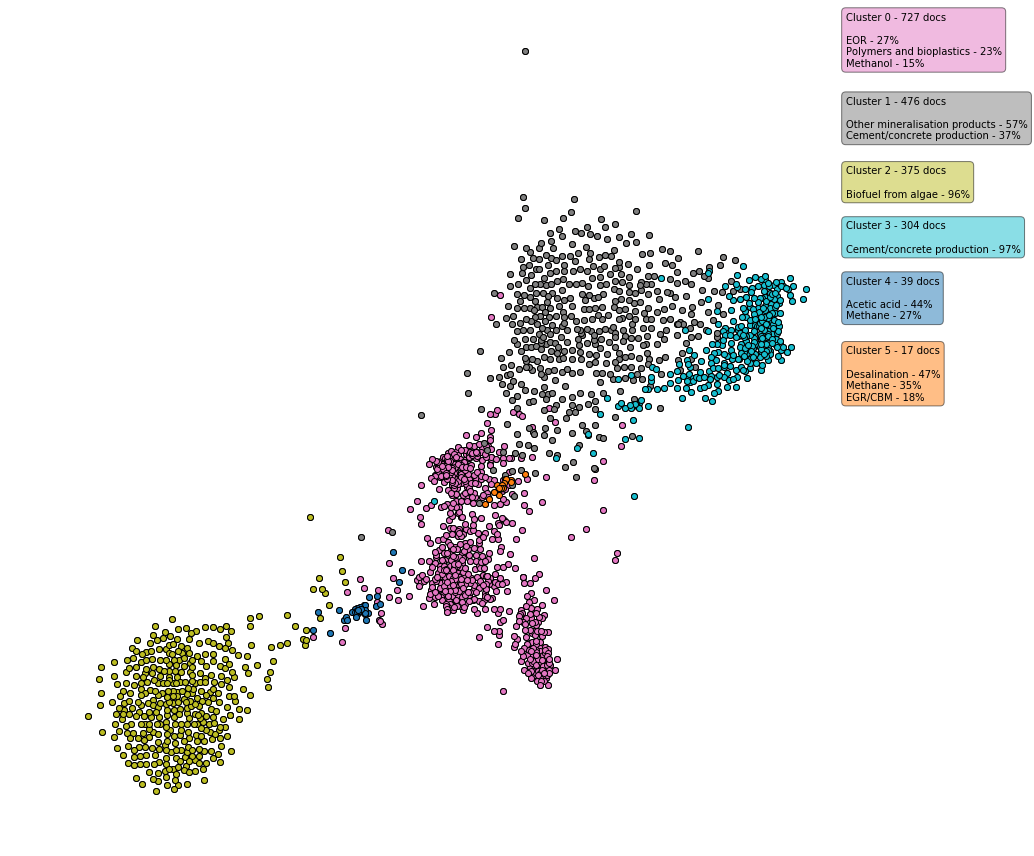 Cluster 0 - 727 docs
EOR - 27%
Polymers and bioplastics - 23%
Methanol - 15%
Cluster 1 - 476 docs
Other mineralisation products - 57%
Cement/concrete production - 37%
Cluster 2 - 375 docs
Biofuel from algae - 96%
Cluster 3 - 304 docs
Cement/concrete production - 97%
Cluster 4 - 39 docs
Acetic acid - 44%
Methane - 27%
Cluster 5 - 17 docs
Desalination - 47%
Methane - 35%
EGR/CBM - 18%